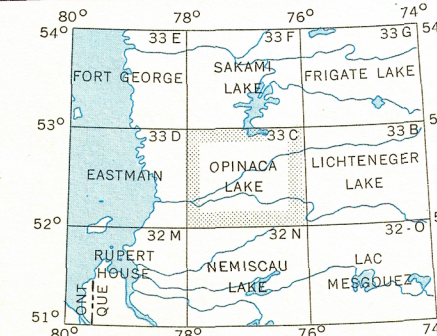 80° 78° 76° 74°
54° 33 E 33 F 33 G
FORT GEORGE SAKAMI LAKE FRIGATE LAKE
53° 33 D 33 C 33 B
EASTMAIN OPINACA LAKE LICHTENEGER LAKE
52° 32 M 32 N 32-O
RUPERT HOUSE NEMISCAU LAKE LAC MESGOUEZ
ONT QUE
51°
80° 78° 76°